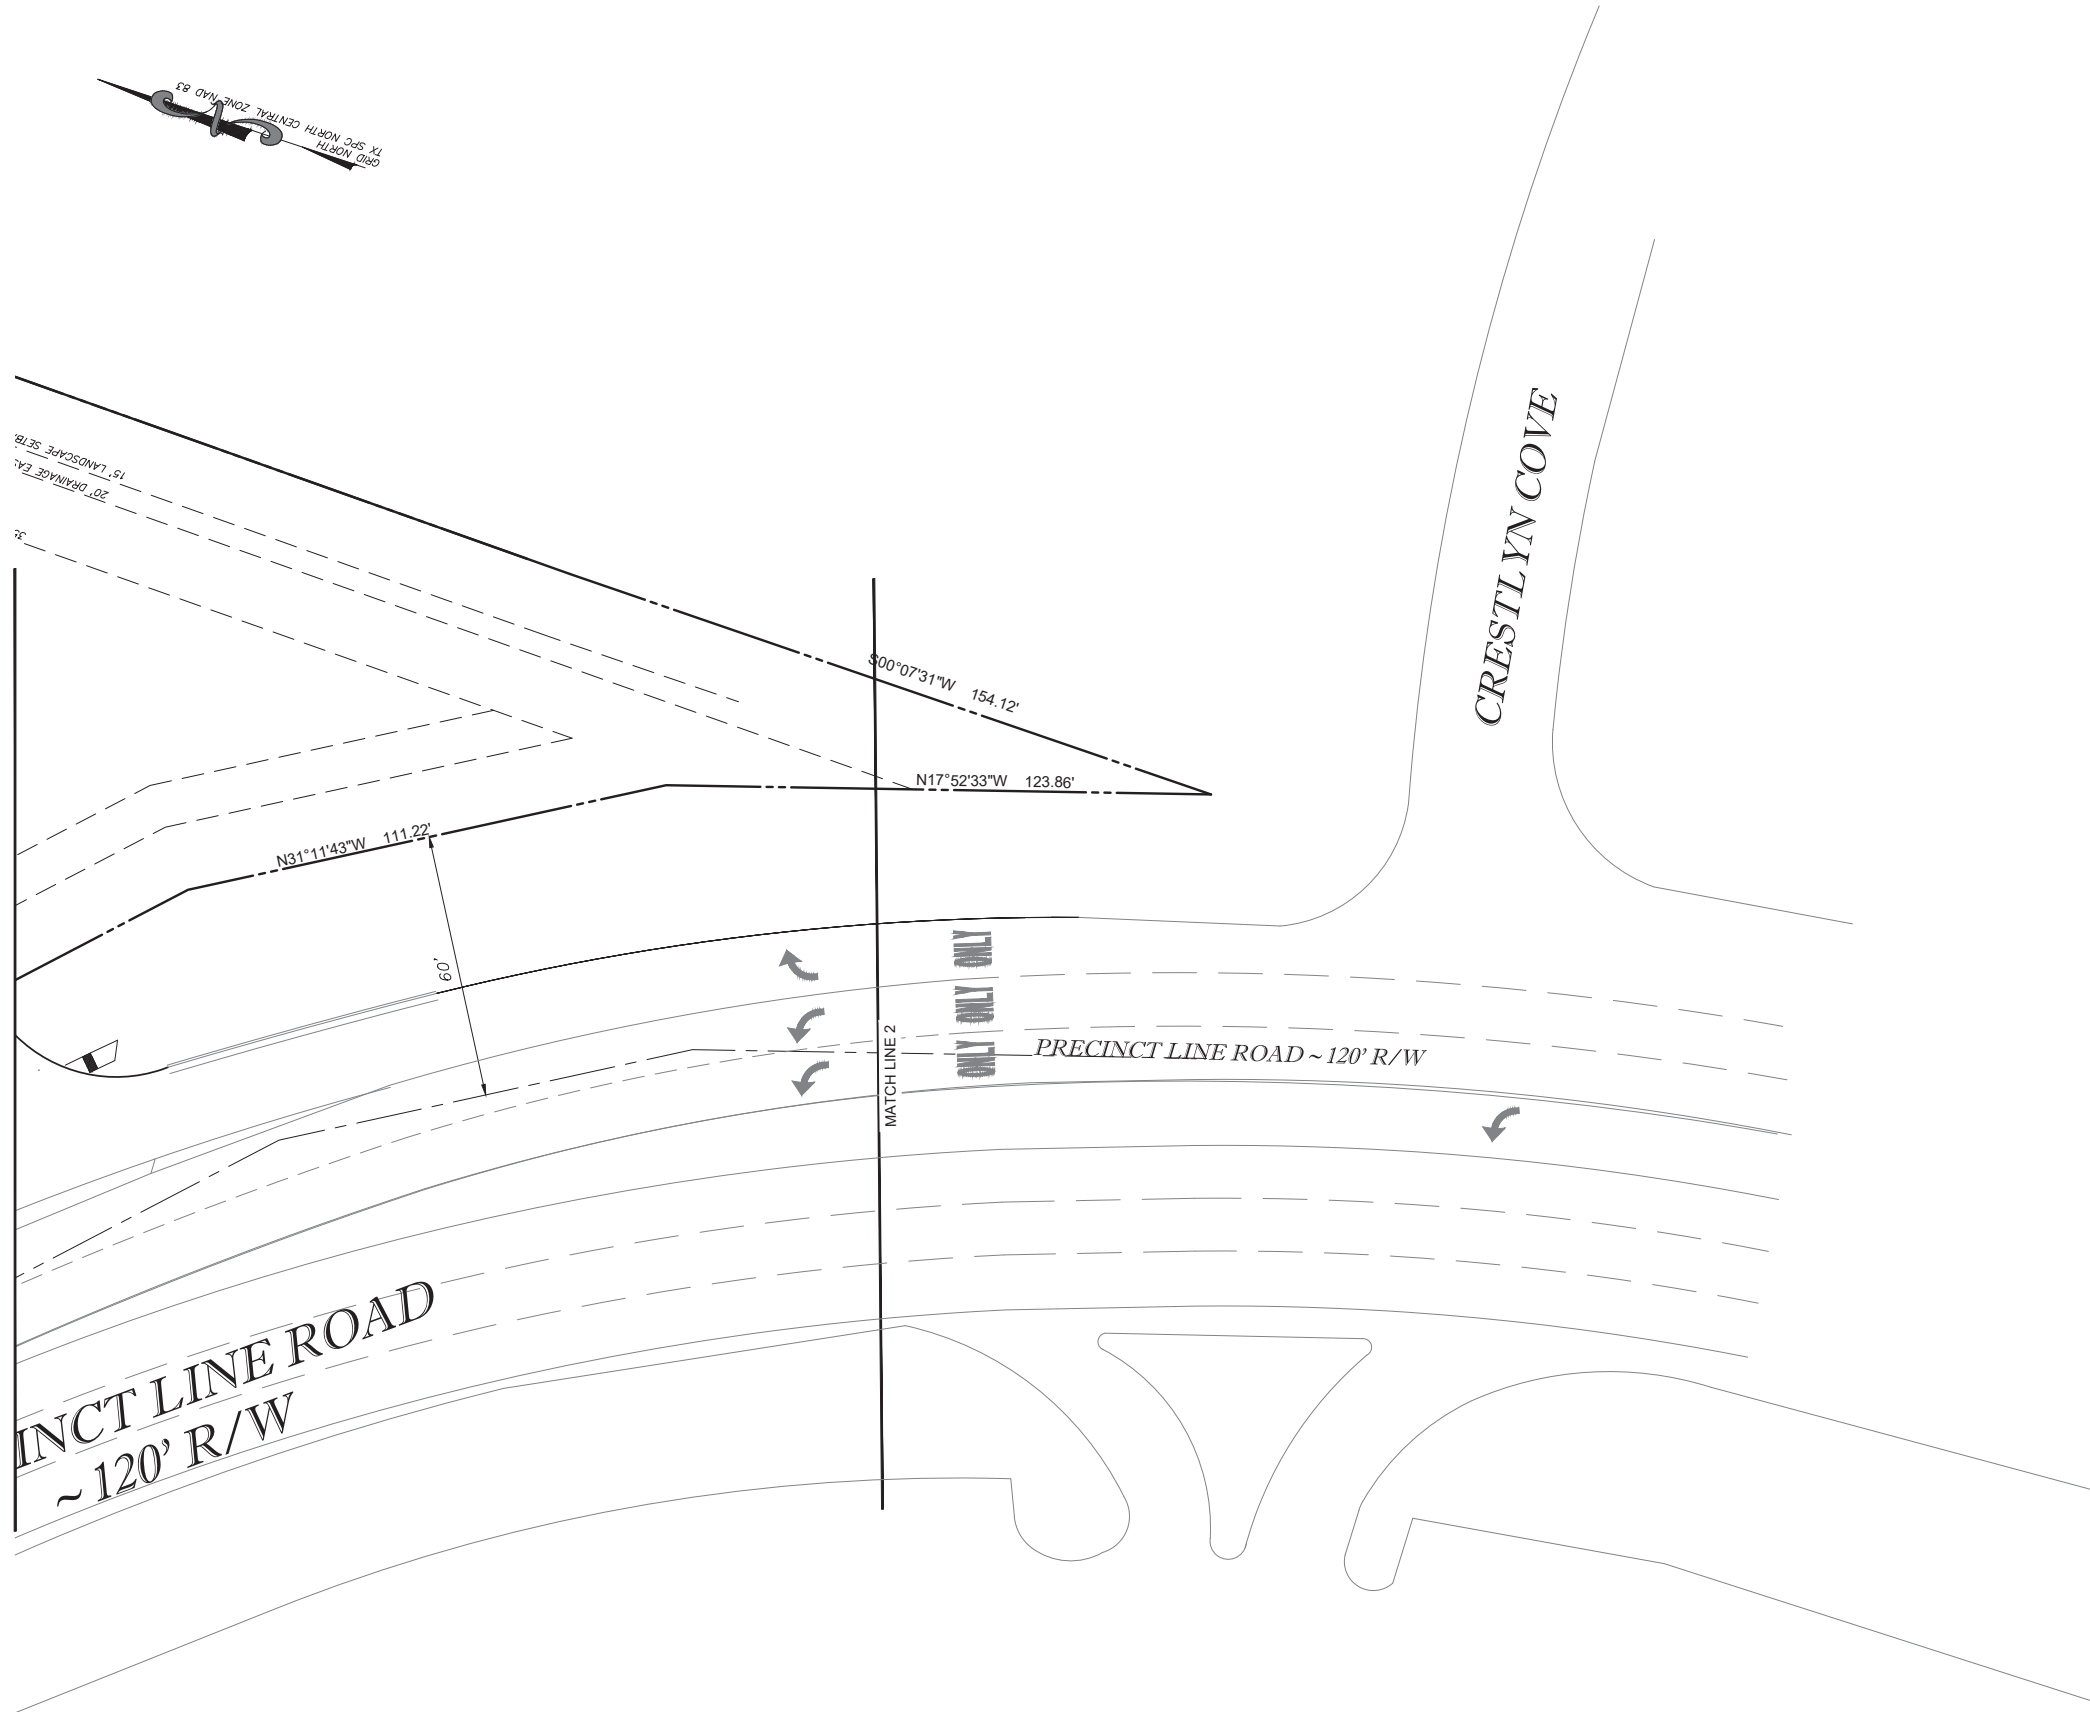 TX SPC NORTH CENTRAL ZONE NAD 83
GRID NORTH
CRESTLYN COVE
15' LANDSCAPE SETB
20' DRAINAGE EAS
S00°07'31"W 154.12'
N17°52'33"W 123.86'
N31°11'43"W 111.22'
60'
ONLY
ONLY
ONLY
MATCH LINE 2
PRECINCT LINE ROAD ~ 120' R/W
INCT LINE ROAD
~ 120' R/W